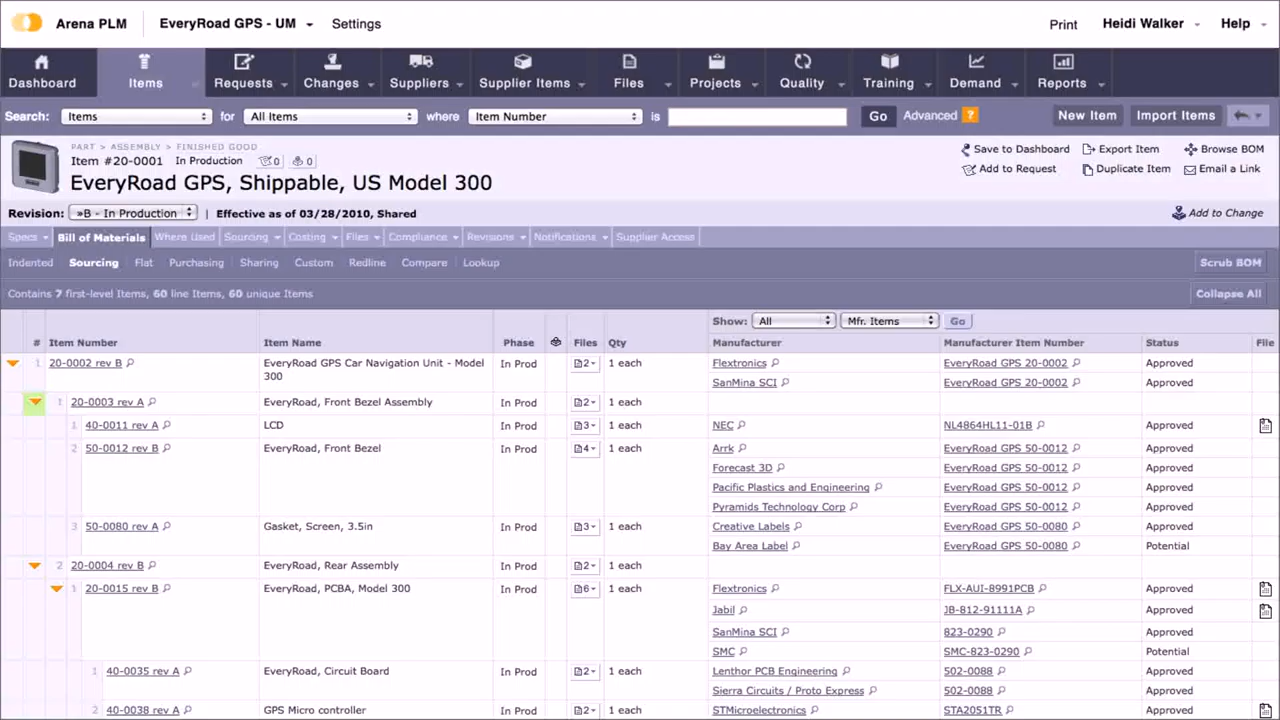 Arena PLM EveryRoad GPS - UM Settings Print Heidi Walker Help
Dashboard Items Requests Changes Suppliers Supplier Items Files Projects Quality Training Demand Reports
Search: Items for All Items where Item Number is Go Advanced ? New Item Import Items
PART > ASSEMBLY > FINISHED GOOD
Item #20-0001 In Production 0 0
EveryRoad GPS, Shippable, US Model 300
Save to Dashboard Export Item Browse BOM
Add to Request Duplicate Item Email a Link
Revision: »B - In Production | Effective as of 03/28/2010, Shared Add to Change
Specs Bill of Materials Where Used Sourcing Costing Files Compliance Revisions Notifications Supplier Access
Indented Sourcing Flat Purchasing Sharing Custom Redline Compare Lookup Scrub BOM
Contains 7 first-level Items, 60 line Items, 60 unique Items Collapse All
Show: All Mfr. Items Go
# Item Number Item Name Phase Files Qty Manufacturer Manufacturer Item Number Status File
1 20-0002 rev B EveryRoad GPS Car Navigation Unit - Model 300 In Prod 2 1 each Flextronics EveryRoad GPS 20-0002 Approved
SanMina SCI EveryRoad GPS 20-0002 Approved
1 20-0003 rev A EveryRoad, Front Bezel Assembly In Prod 2 1 each
1 40-0011 rev A LCD In Prod 3 1 each NEC NL4864HL11-01B Approved
2 50-0012 rev B EveryRoad, Front Bezel In Prod 4 1 each Arrk EveryRoad GPS 50-0012 Approved
Forecast 3D EveryRoad GPS 50-0012 Approved
Pacific Plastics and Engineering EveryRoad GPS 50-0012 Approved
Pyramids Technology Corp EveryRoad GPS 50-0012 Approved
3 50-0080 rev A Gasket, Screen, 3.5in In Prod 3 1 each Creative Labels EveryRoad GPS 50-0080 Approved
Bay Area Label EveryRoad GPS 50-0080 Potential
2 20-0004 rev B EveryRoad, Rear Assembly In Prod 2 1 each
1 20-0015 rev B EveryRoad, PCBA, Model 300 In Prod 6 1 each Flextronics FLX-AUI-8991PCB Approved
Jabil JB-812-91111A Approved
SanMina SCI 823-0290 Approved
SMC SMC-823-0290 Potential
1 40-0035 rev A EveryRoad, Circuit Board In Prod 2 1 each Lenthor PCB Engineering 502-0088 Approved
Sierra Circuits / Proto Express 502-0088 Approved
2 40-0038 rev A GPS Micro controller In Prod 2 1 each STMicroelectronics STA2051TR Approved